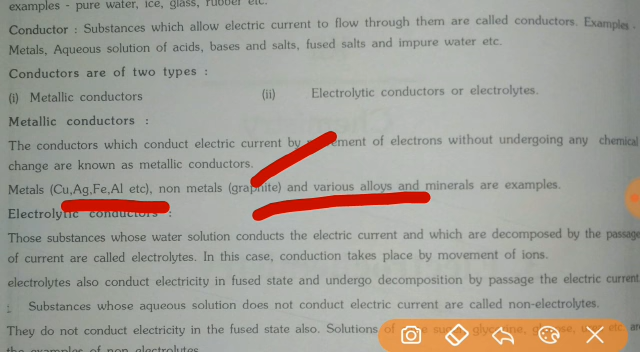 examples - pure water, ice, glass, rubber etc.
Conductor : Substances which allow electric current to flow through them are called conductors. Examples -
Metals, Aqueous solution of acids, bases and salts, fused salts and impure water etc.
Conductors are of two types :
(i) Metallic conductors (ii) Electrolytic conductors or electrolytes.
Metallic conductors :
The conductors which conduct electric current by ement of electrons without undergoing any chemical
change are known as metallic conductors.
Metals (Cu,Ag,Fe,Al etc), non metals (graphite) and various alloys and minerals are examples.
Electrolytic conductors :
Those substances whose water solution conducts the electric current and which are decomposed by the passage
of current are called electrolytes. In this case, conduction takes place by movement of ions.
electrolytes also conduct electricity in fused state and undergo decomposition by passage the electric current
Substances whose aqueous solution does not conduct electric current are called non-electrolytes.
They do not conduct electricity in the fused state also. Solutions of etc. are
the examples of non electrolytes